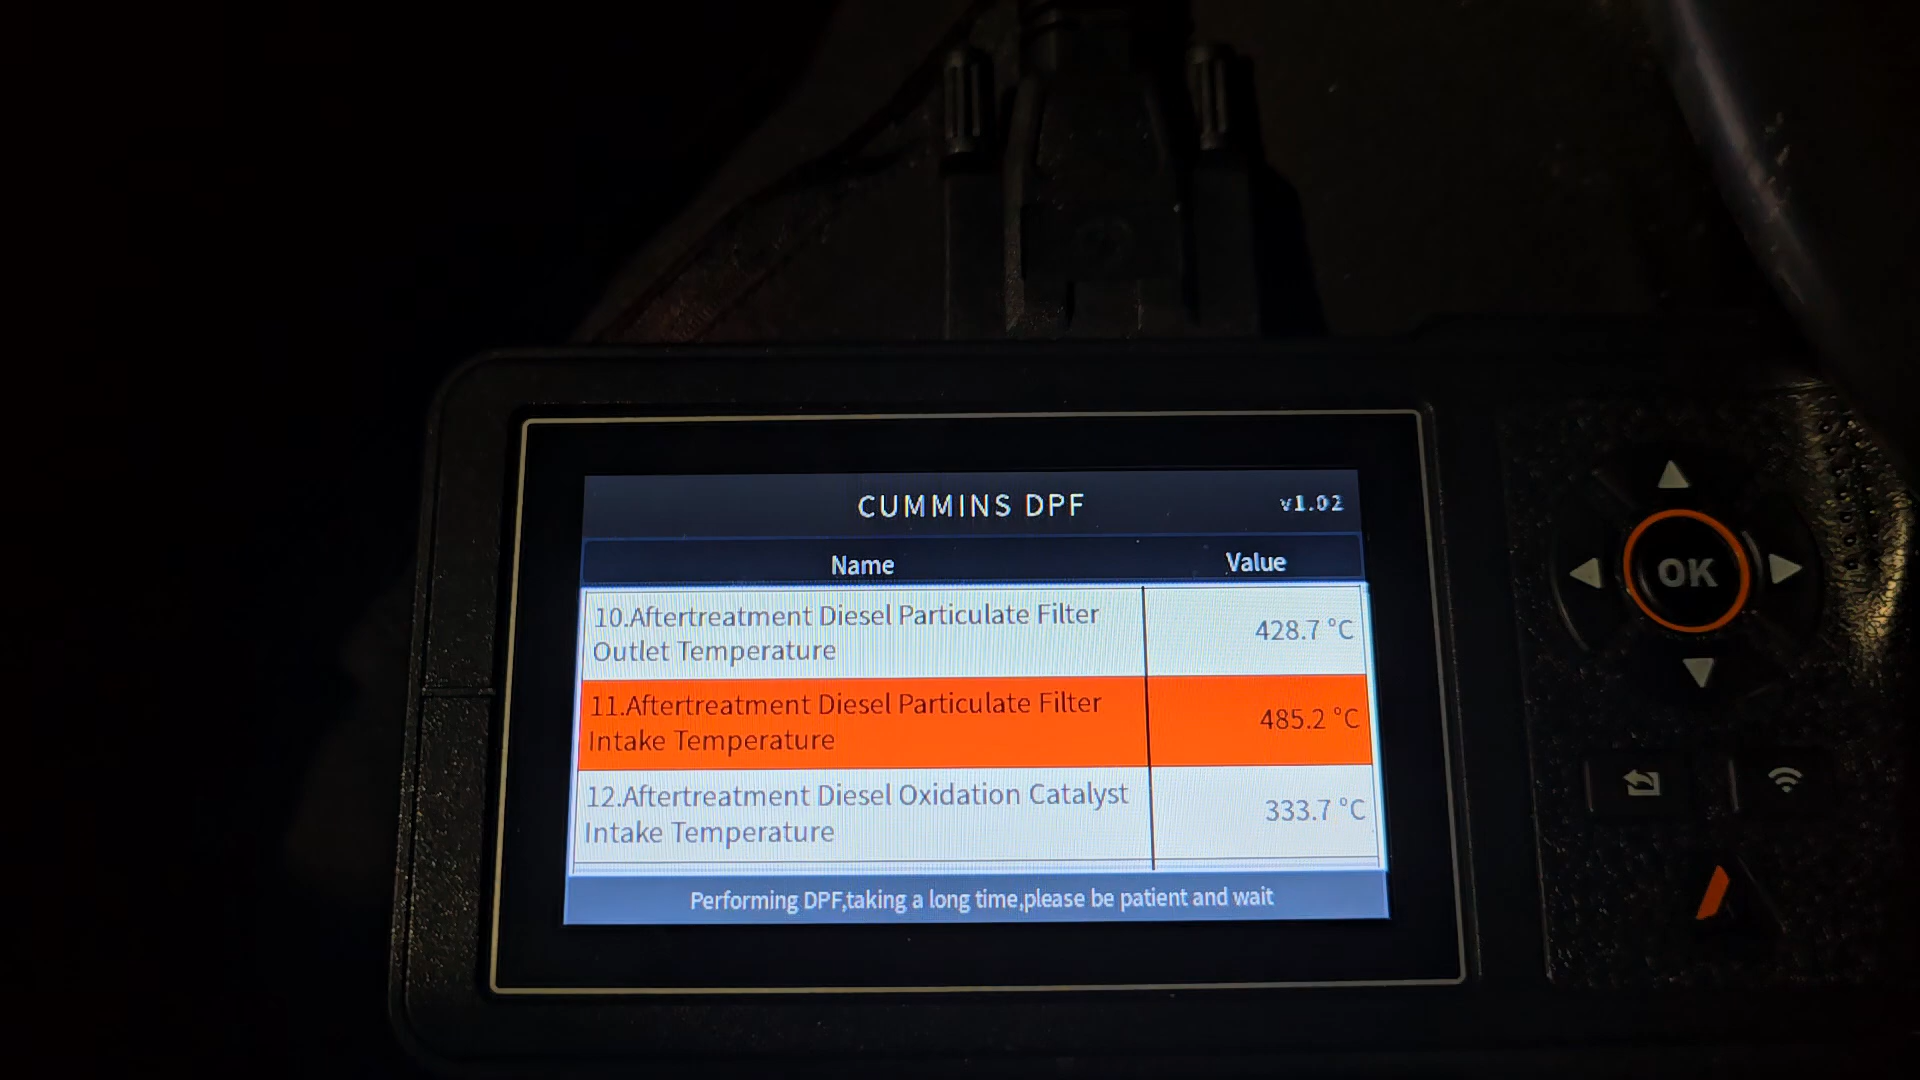 CUMMINS DPF v1.02
Name Value
10.Aftertreatment Diesel Particulate Filter
Outlet Temperature
428.7 °C
11.Aftertreatment Diesel Particulate Filter
Intake Temperature
485.2 °C
12.Aftertreatment Diesel Oxidation Catalyst
Intake Temperature
333.7 °C
Performing DPF,taking a long time,please be patient and wait
OK